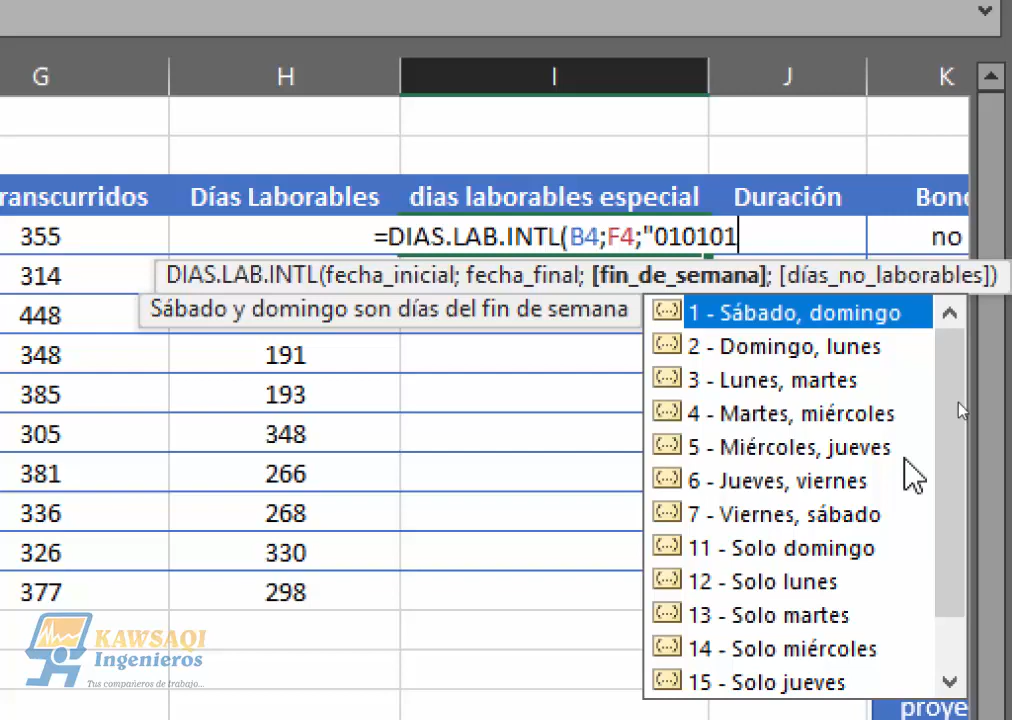 G H I J K
ranscurridos Días Laborables dias laborables especial Duración Bono
355 =DIAS.LAB.INTL(B4;F4;"010101 no
314 DIAS.LAB.INTL(fecha_inicial; fecha_final; [fin_de_semana]; [días_no_laborables])
448 Sábado y domingo son días del fin de semana (...) 1 - Sábado, domingo
(...) 2 - Domingo, lunes
348 191 (...) 3 - Lunes, martes
385 193 (...) 4 - Martes, miércoles
305 348 (...) 5 - Miércoles, jueves
381 266 (...) 6 - Jueves, viernes
336 268 (...) 7 - Viernes, sábado
326 330 (...) 11 - Solo domingo
377 298 (...) 12 - Solo lunes
(...) 13 - Solo martes
(...) 14 - Solo miércoles
(...) 15 - Solo jueves
KAWSAQI
Ingenieros
Tus compañeros de trabajo...
proye